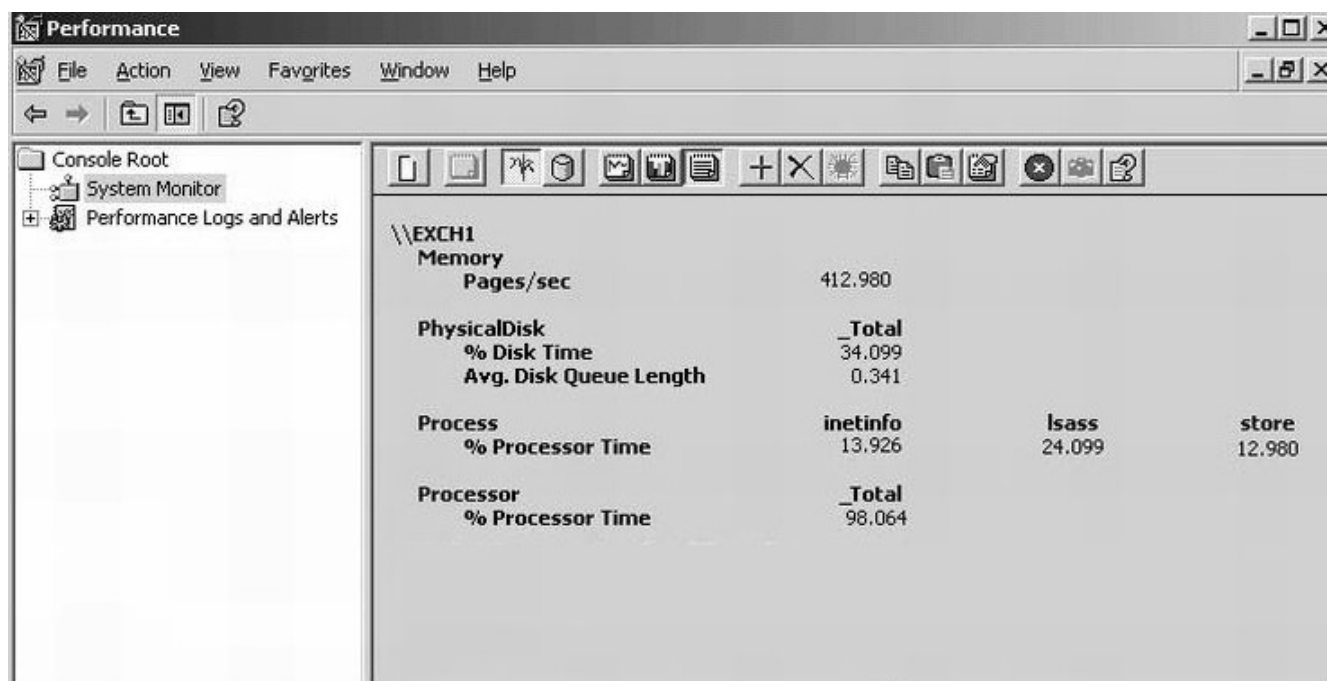 Performance
File Action View Favorites Window Help
Console Root
System Monitor
Performance Logs and Alerts
\\EXCH1
Memory
Pages/sec 412.980
PhysicalDisk _Total
% Disk Time 34.099
Avg. Disk Queue Length 0.341
Process inetinfo lsass store
% Processor Time 13.926 24.099 12.980
Processor _Total
% Processor Time 98.064